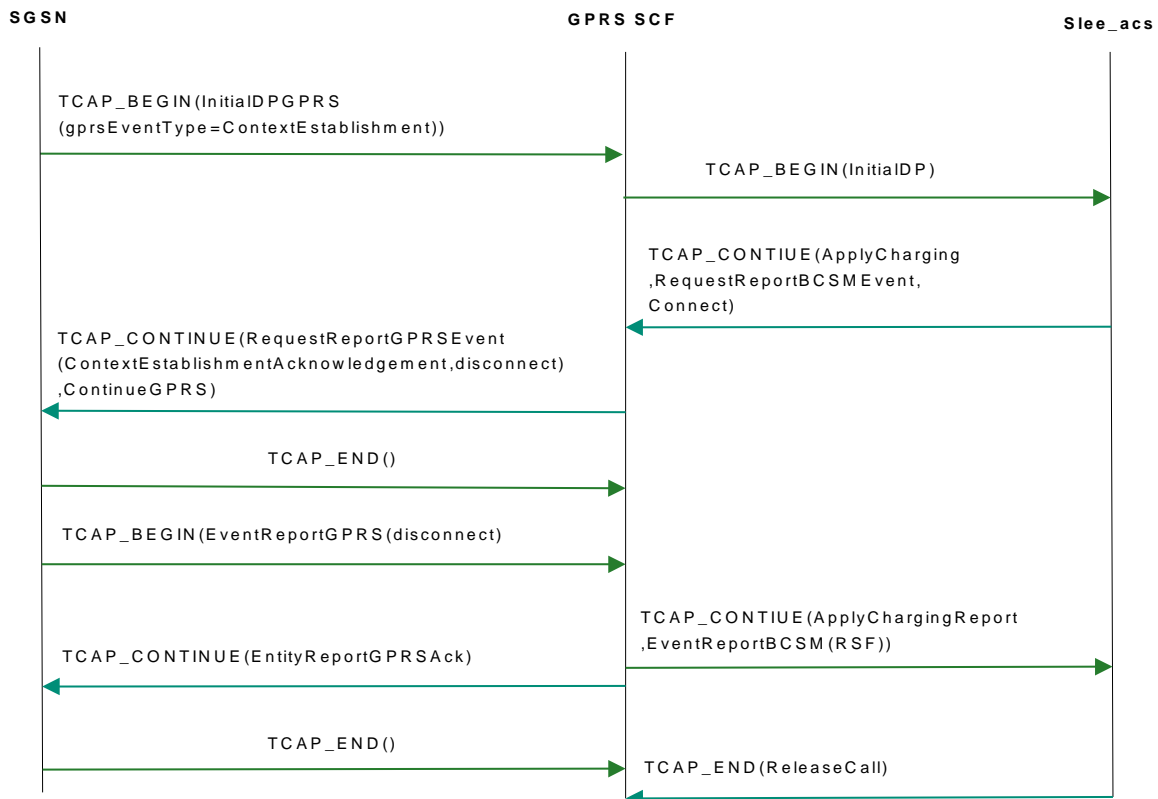 SGSN
GPRS SCF
Slee_acs
TCAP_BEGIN(InitialDPGPRS
(gprsEventType=ContextEstablishment))
TCAP_BEGIN(InitialDP)
TCAP_CONTIUE(ApplyCharging
,RequestReportBCSMEvent,
Connect)
TCAP_CONTINUE(RequestReportGPRSEvent
(ContextEstablishmentAcknowledgement,disconnect)
,ContinueGPRS)
TCAP_END()
TCAP_BEGIN(EventReportGPRS(disconnect)
TCAP_CONTIUE(ApplyChargingReport
,EventReportBCSM(RSF))
TCAP_CONTINUE(EntityReportGPRSAck)
TCAP_END()
TCAP_END(ReleaseCall)